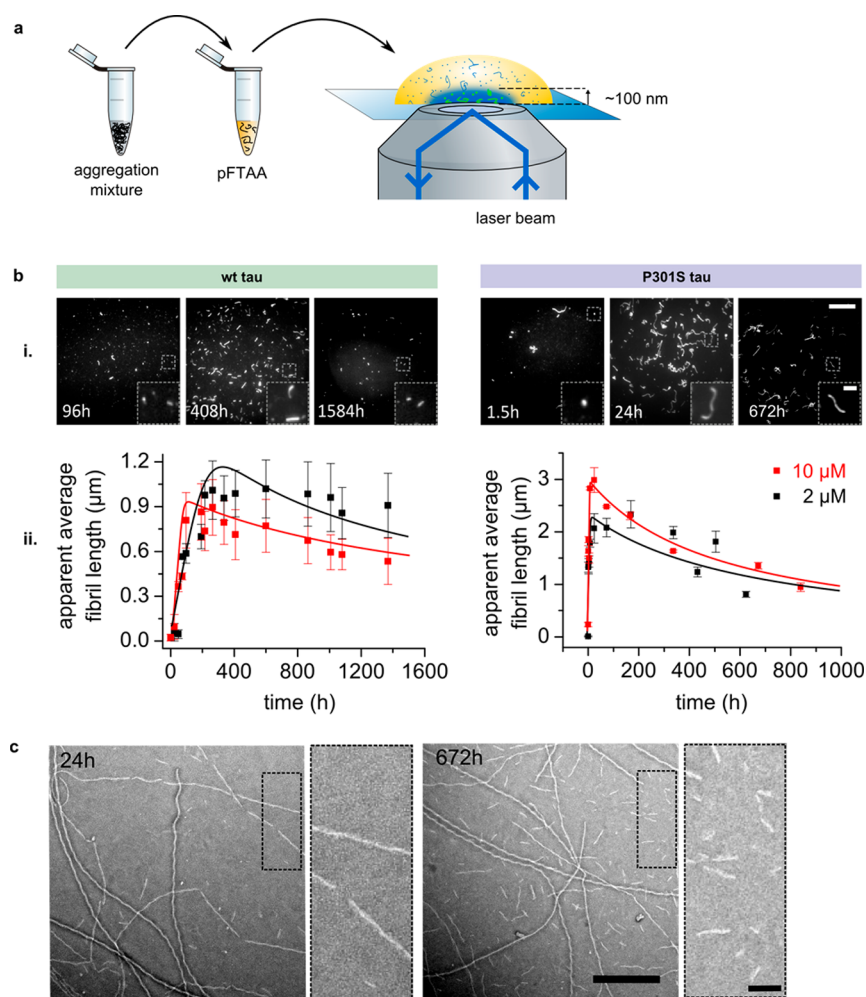 a
~100 nm
aggregation
mixture
pFTAA
laser beam
b
wt tau
P301S tau
i.
96h
408h
1584h
1.5h
24h
672h
ii.
apparent average
fibril length (μm)
1.2
0.9
0.6
0.3
0.0
0 400 800 1200 1600
time (h)
apparent average
fibril length (μm)
3
2
1
0
10 μM
2 μM
0 200 400 600 800 1000
time (h)
c
24h
672h